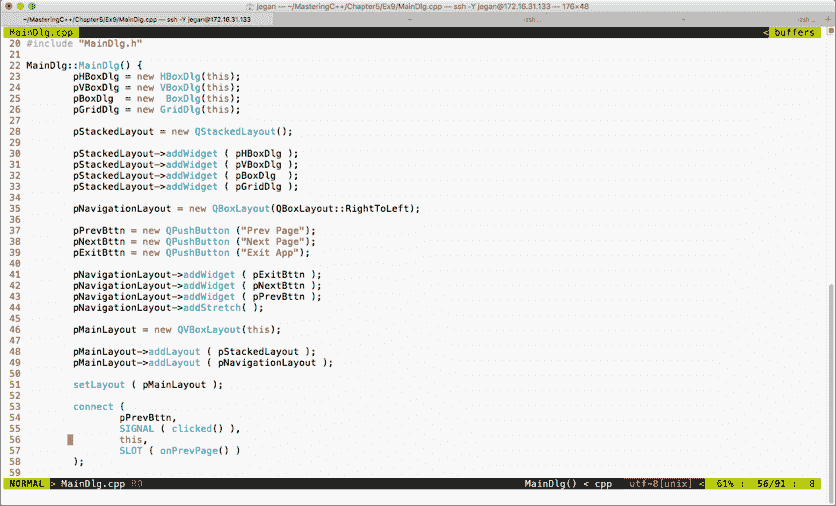 jegan — ~/MasteringC++/Chapter5/Ex9/MainDlg.cpp — ssh -Y jegan@172.16.31.133 — 176×48
~/MasteringC++/Chapter5/Ex9/MainDlg.cpp — ssh -Y jegan@172.16.31.133
MainDlg.cpp < buffers
20 #include "MainDlg.h"
21
22 MainDlg::MainDlg() {
23 pHBoxDlg = new HBoxDlg(this);
24 pVBoxDlg = new VBoxDlg(this);
25 pBoxDlg = new BoxDlg(this);
26 pGridDlg = new GridDlg(this);
27
28 pStackedLayout = new QStackedLayout();
29
30 pStackedLayout->addWidget ( pHBoxDlg );
31 pStackedLayout->addWidget ( pVBoxDlg );
32 pStackedLayout->addWidget ( pBoxDlg );
33 pStackedLayout->addWidget ( pGridDlg );
34
35 pNavigationLayout = new QBoxLayout(QBoxLayout::RightToLeft);
36
37 pPrevBttn = new QPushButton ("Prev Page");
38 pNextBttn = new QPushButton ("Next Page");
39 pExitBttn = new QPushButton ("Exit App");
40
41 pNavigationLayout->addWidget ( pExitBttn );
42 pNavigationLayout->addWidget ( pNextBttn );
43 pNavigationLayout->addWidget ( pPrevBttn );
44 pNavigationLayout->addStretch( );
45
46 pMainLayout = new QVBoxLayout(this);
47
48 pMainLayout->addLayout ( pStackedLayout );
49 pMainLayout->addLayout ( pNavigationLayout );
50
51 setLayout ( pMainLayout );
52
53 connect (
54 pPrevBttn,
55 SIGNAL ( clicked() ),
56 this,
57 SLOT ( onPrevPage() )
58 );
59
NORMAL > MainDlg.cpp RO MainDlg() < cpp utf-8[unix] < 61% : 56/91 : 8